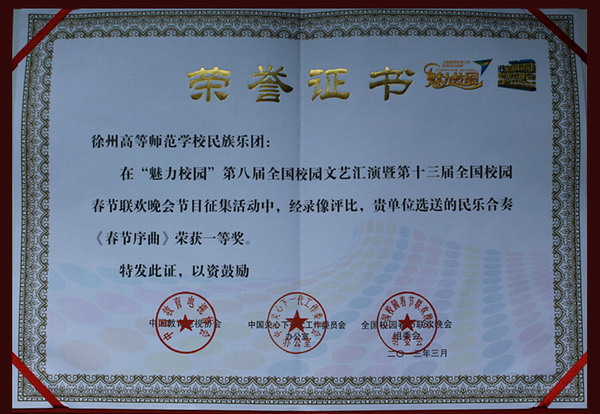 荣誉证书
魅力校园
徐州高等师范学校民族乐团：
在“魅力校园”第八届全国校园文艺汇演暨第十三届全国校园
春节联欢晚会节目征集活动中，经录像评比，贵单位选送的民乐合奏
《春节序曲》荣获一等奖。
特发此证，以资鼓励
中国教育电视协会
中国关心下一代工作委员会
办公室
全国校园春节联欢晚会
组委会
二〇一三年三月